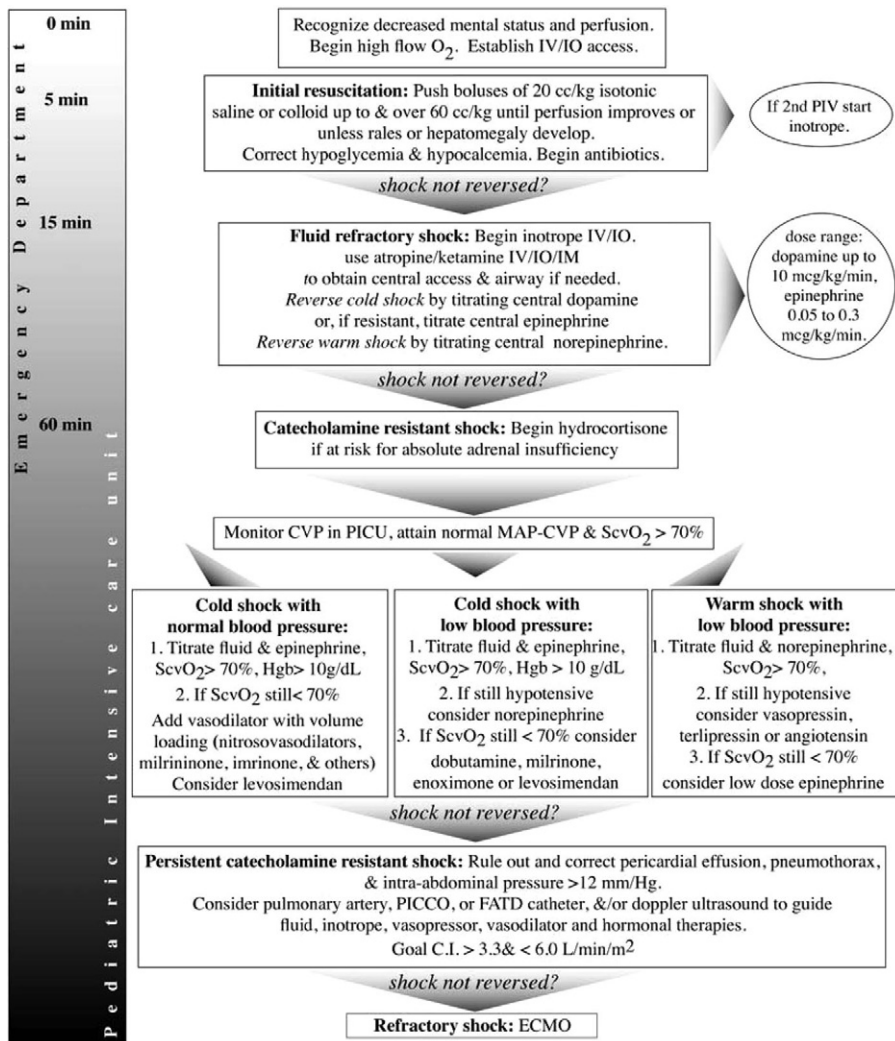 0 min
Recognize decreased mental status and perfusion.
Begin high flow O2. Establish IV/IO access.
5 min
Initial resuscitation: Push boluses of 20 cc/kg isotonic
saline or colloid up to & over 60 cc/kg until perfusion improves or
unless rales or hepatomegaly develop.
Correct hypoglycemia & hypocalcemia. Begin antibiotics.
If 2nd PIV start
inotrope.
shock not reversed?
15 min
Fluid refractory shock: Begin inotrope IV/IO.
use atropine/ketamine IV/IO/IM
to obtain central access & airway if needed.
Reverse cold shock by titrating central dopamine
or, if resistant, titrate central epinephrine
Reverse warm shock by titrating central norepinephrine.
dose range:
dopamine up to
10 mcg/kg/min,
epinephrine
0.05 to 0.3
mcg/kg/min.
shock not reversed?
60 min
Catecholamine resistant shock: Begin hydrocortisone
if at risk for absolute adrenal insufficiency
Monitor CVP in PICU, attain normal MAP-CVP & ScvO2 > 70%
Cold shock with
normal blood pressure:
1. Titrate fluid & epinephrine,
ScvO2> 70%, Hgb> 10g/dL
2. If ScvO2 still< 70%
Add vasodilator with volume
loading (nitrosovasodilators,
milrininone, imrinone, & others)
Consider levosimendan
Cold shock with
low blood pressure:
1. Titrate fluid & epinephrine,
ScvO2> 70%, Hgb > 10 g/dL
2. If still hypotensive
consider norepinephrine
3. If ScvO2 still < 70% consider
dobutamine, milrinone,
enoximone or levosimendan
Warm shock with
low blood pressure:
1. Titrate fluid & norepinephrine,
ScvO2> 70%,
2. If still hypotensive
consider vasopressin,
terlipressin or angiotensin
3. If ScvO2 still < 70%
consider low dose epinephrine
shock not reversed?
Persistent catecholamine resistant shock: Rule out and correct pericardial effusion, pneumothorax,
& intra-abdominal pressure >12 mm/Hg.
Consider pulmonary artery, PICCO, or FATD catheter, &/or doppler ultrasound to guide
fluid, inotrope, vasopressor, vasodilator and hormonal therapies.
Goal C.I. > 3.3& < 6.0 L/min/m2
shock not reversed?
Refractory shock: ECMO
Emergency Department
Pediatric Intensive care unit